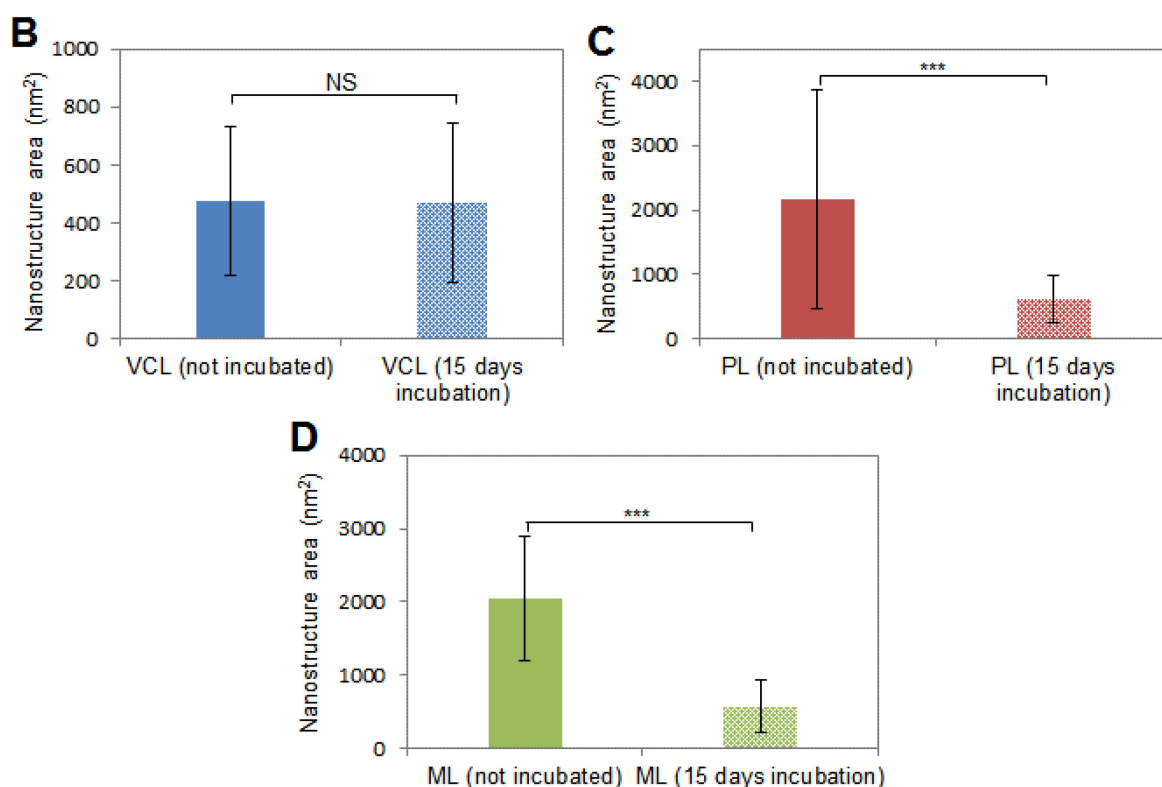 B
Nanostructure area (nm²)
1000
800
600
400
200
0
NS
VCL (not incubated)
VCL (15 days
incubation)
C
Nanostructure area (nm²)
4000
3000
2000
1000
0
***
PL (not incubated)
PL (15 days
incubation)
D
Nanostructure area (nm²)
4000
3000
2000
1000
0
***
ML (not incubated)
ML (15 days incubation)